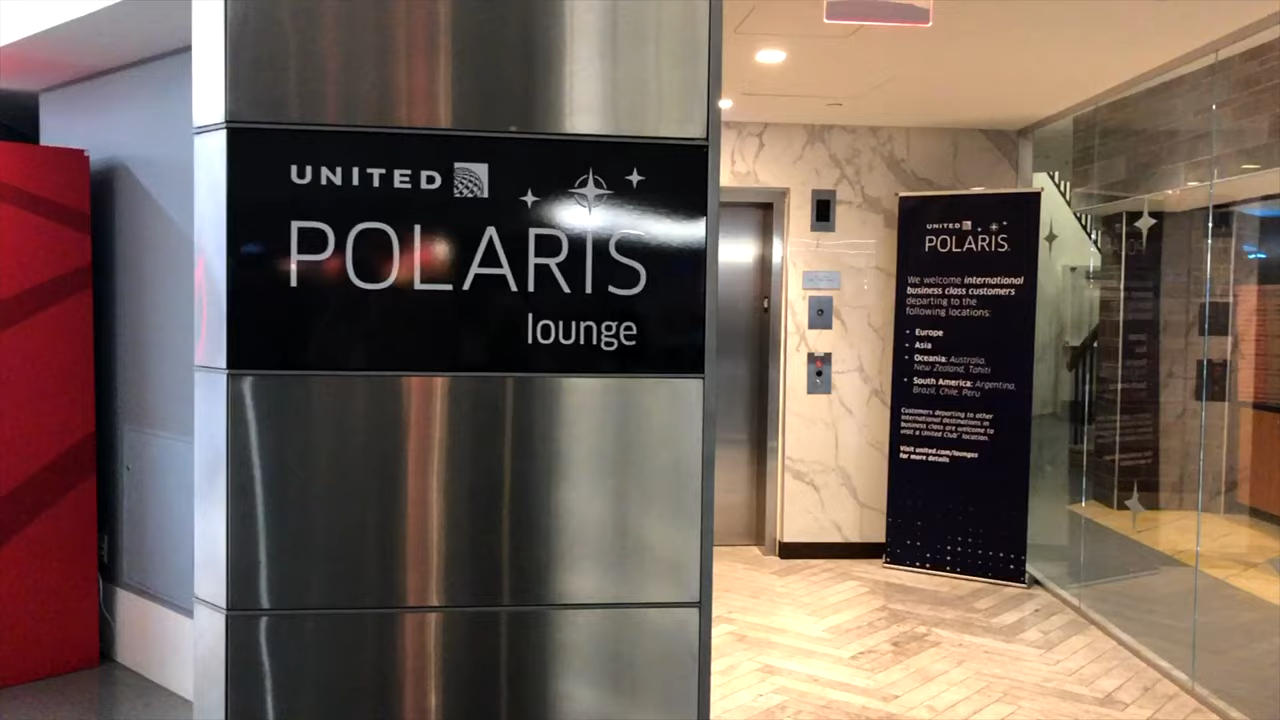 UNITED
POLARIS
lounge
UNITED
POLARIS
We welcome international
business class customers
departing to the
following locations:
• Europe
• Asia
• Oceania: Australia,
New Zealand, Tahiti
• South America: Argentina,
Brazil, Chile, Peru
Customers departing to other
international destinations in
business class are welcome to
visit a United Club℠ location.
Visit united.com/lounges
for more details